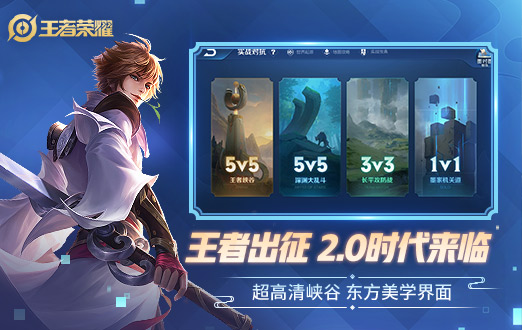 王者荣耀
实战对抗 ?
5v5
王者峡谷
5v5
深渊大乱斗
3v3
长平攻防战
1v1
墨家机关道
王者出征 2.0时代来临
超高清峡谷 东方美学界面